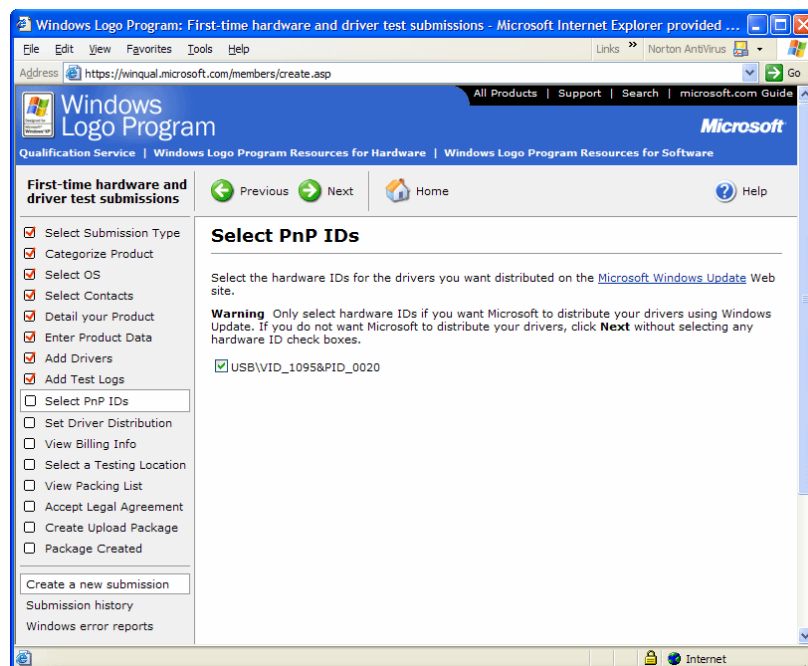 Windows Logo Program: First-time hardware and driver test submissions - Microsoft Internet Explorer provided ...
File Edit View Favorites Tools Help Links » Norton AntiVirus
Address https://winqual.microsoft.com/members/create.asp Go
All Products | Support | Search | microsoft.com Guide
Windows
Logo Program
Microsoft
Qualification Service | Windows Logo Program Resources for Hardware | Windows Logo Program Resources for Software
First-time hardware and
driver test submissions
Previous Next Home Help
Select Submission Type
Categorize Product
Select OS
Select Contacts
Detail your Product
Enter Product Data
Add Drivers
Add Test Logs
Select PnP IDs
Set Driver Distribution
View Billing Info
Select a Testing Location
View Packing List
Accept Legal Agreement
Create Upload Package
Package Created
Create a new submission
Submission history
Windows error reports
Select PnP IDs
Select the hardware IDs for the drivers you want distributed on the Microsoft Windows Update Web
site.
Warning Only select hardware IDs if you want Microsoft to distribute your drivers using Windows
Update. If you do not want Microsoft to distribute your drivers, click Next without selecting any
hardware ID check boxes.
USB\VID_1095&PID_0020
Internet